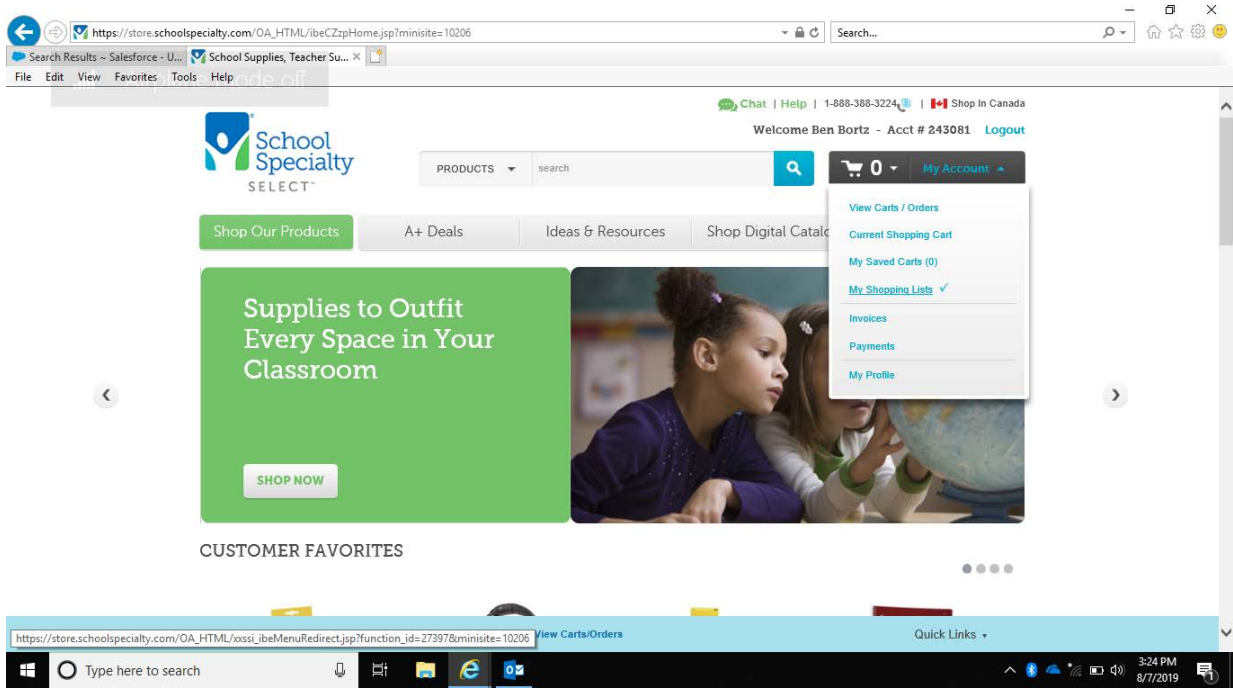 https://store.schoolspecialty.com/OA_HTML/ibeCZzpHome.jsp?minisite=10206
Search...
Search Results ~ Salesforce - U...
School Supplies, Teacher Su...
File Edit View Favorites Tools Help
Airplane mode off
Chat | Help | 1-888-388-3224 | Shop In Canada
Welcome Ben Bortz - Acct # 243081 Logout
School
Specialty
SELECT
PRODUCTS
search
0
My Account
View Carts / Orders
Current Shopping Cart
My Saved Carts (0)
My Shopping Lists ✓
Invoices
Payments
My Profile
Shop Our Products
A+ Deals
Ideas & Resources
Shop Digital Catalo
Supplies to Outfit
Every Space in Your
Classroom
SHOP NOW
CUSTOMER FAVORITES
https://store.schoolspecialty.com/OA_HTML/xxssi_ibeMenuRedirect.jsp?function_id=27397&minisite=10206
View Carts/Orders
Quick Links
Type here to search
3:24 PM
8/7/2019
1